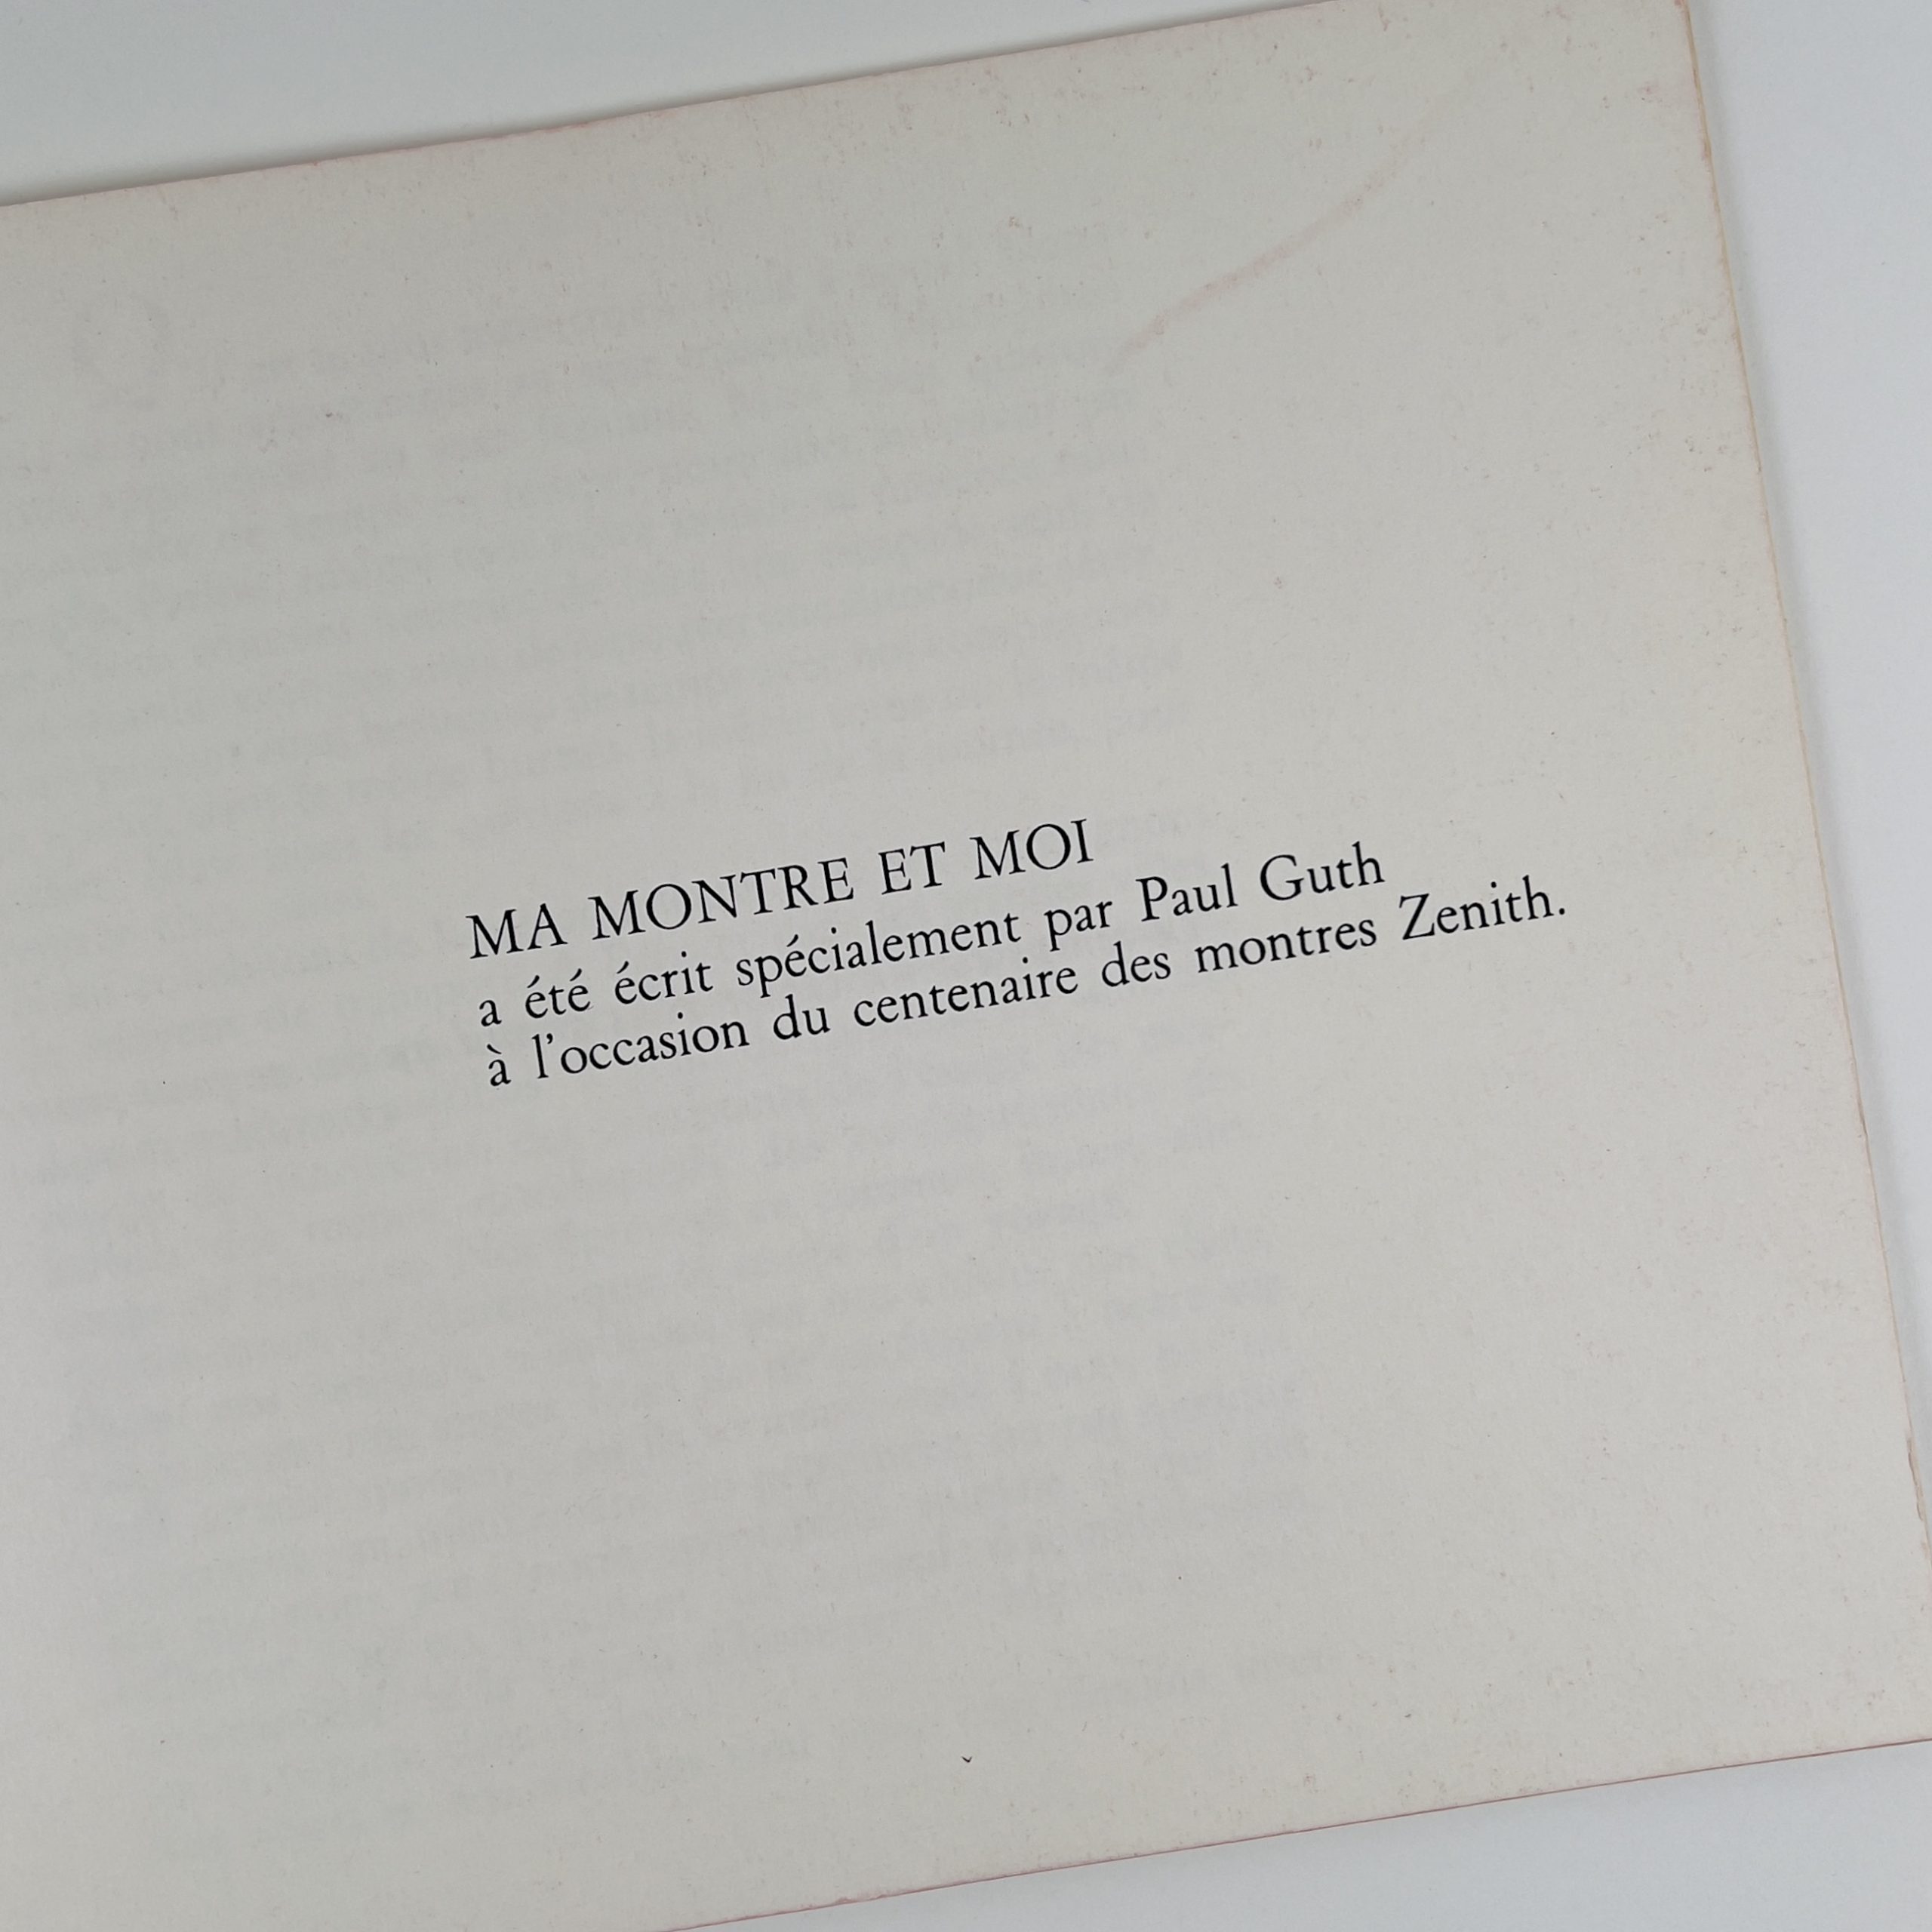 MA MONTRE ET MOI
a été écrit spécialement par Paul Guth
à l'occasion du centenaire des montres Zenith.